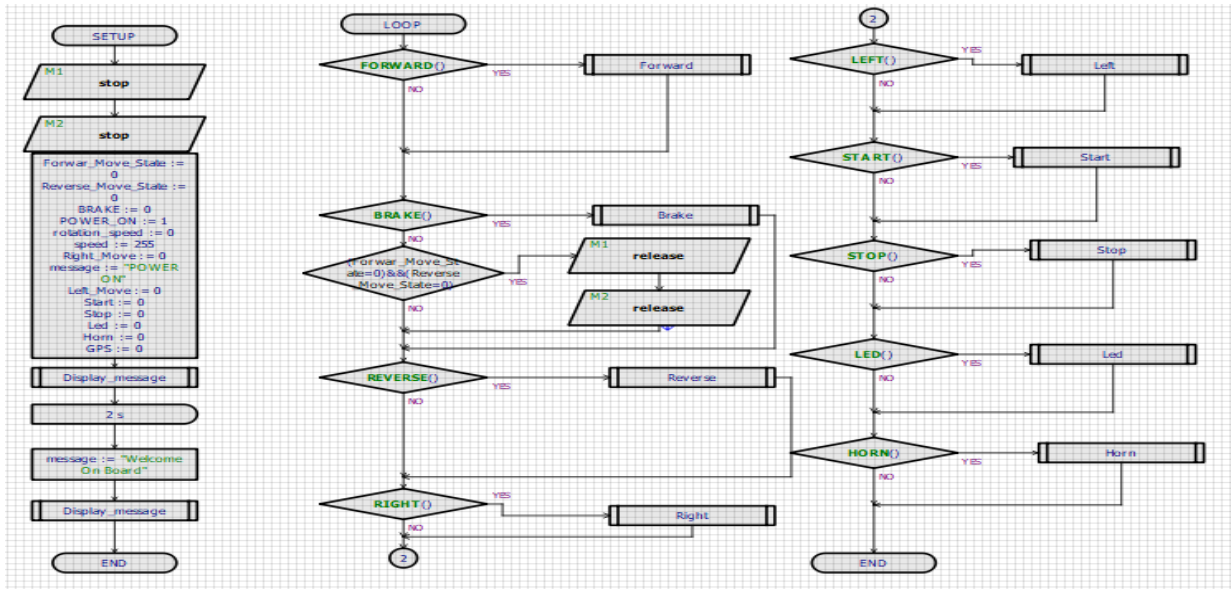 SETUP
M1
stop
M2
stop
Forwar_Move_State :=
0
Reverse_Move_State :=
0
BRAKE := 0
POWER_ON := 1
rotation_speed := 0
speed := 255
Right_Move := 0
message := "POWER
ON"
Left_Move := 0
Start := 0
Stop := 0
Led := 0
Horn := 0
GPS := 0
Display_message
2 s
message := "Welcome
On Board"
Display_message
END
LOOP
FORWARD()
YES
Forward
NO
BRAKE()
YES
Brake
NO
(Forwar_Move_St
ate=0)&&(Reverse
_Move_State=0)
YES
M1
release
M2
release
NO
REVERSE()
YES
Reverse
NO
RIGHT()
YES
Right
NO
2
2
LEFT()
YES
Left
NO
START()
YES
Start
NO
STOP()
YES
Stop
NO
LED()
YES
Led
NO
HORN()
YES
Horn
NO
END